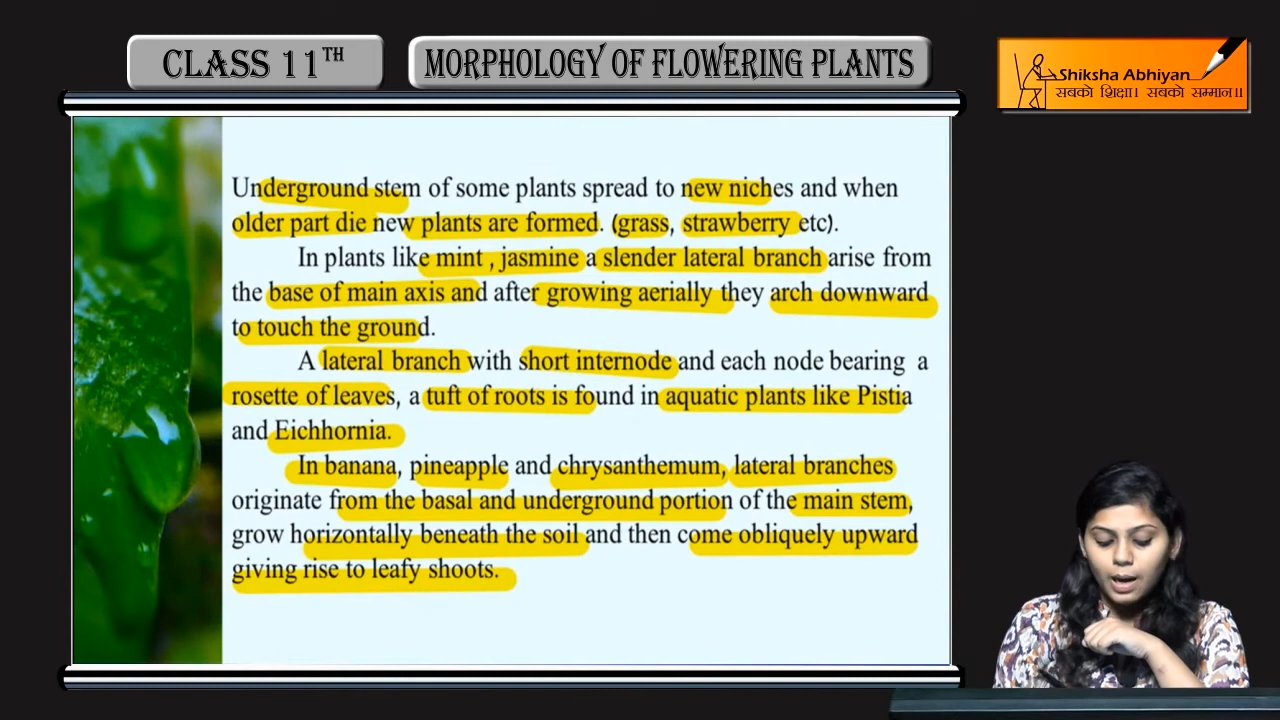 CLASS 11TH
MORPHOLOGY OF FLOWERING PLANTS
Shiksha Abhiyan
सबको शिक्षा। सबको सम्मान॥
Underground stem of some plants spread to new niches and when
older part die new plants are formed. (grass, strawberry etc).
In plants like mint , jasmine a slender lateral branch arise from
the base of main axis and after growing aerially they arch downward
to touch the ground.
A lateral branch with short internode and each node bearing a
rosette of leaves, a tuft of roots is found in aquatic plants like Pistia
and Eichhornia.
In banana, pineapple and chrysanthemum, lateral branches
originate from the basal and underground portion of the main stem,
grow horizontally beneath the soil and then come obliquely upward
giving rise to leafy shoots.